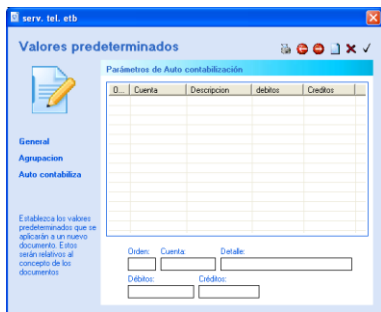 serv. tel. etb
Valores predeterminados
Parámetros de Auto contabilización
O... Cuenta Descripcion debitos Creditos
General
Agrupacion
Auto contabiliza
Establezca los valores
predeterminados que se
aplicarán a un nuevo
documento. Estos
serán relativos al
concepto de los
documentos
Orden: Cuenta: Detalle:
Débitos: Créditos: